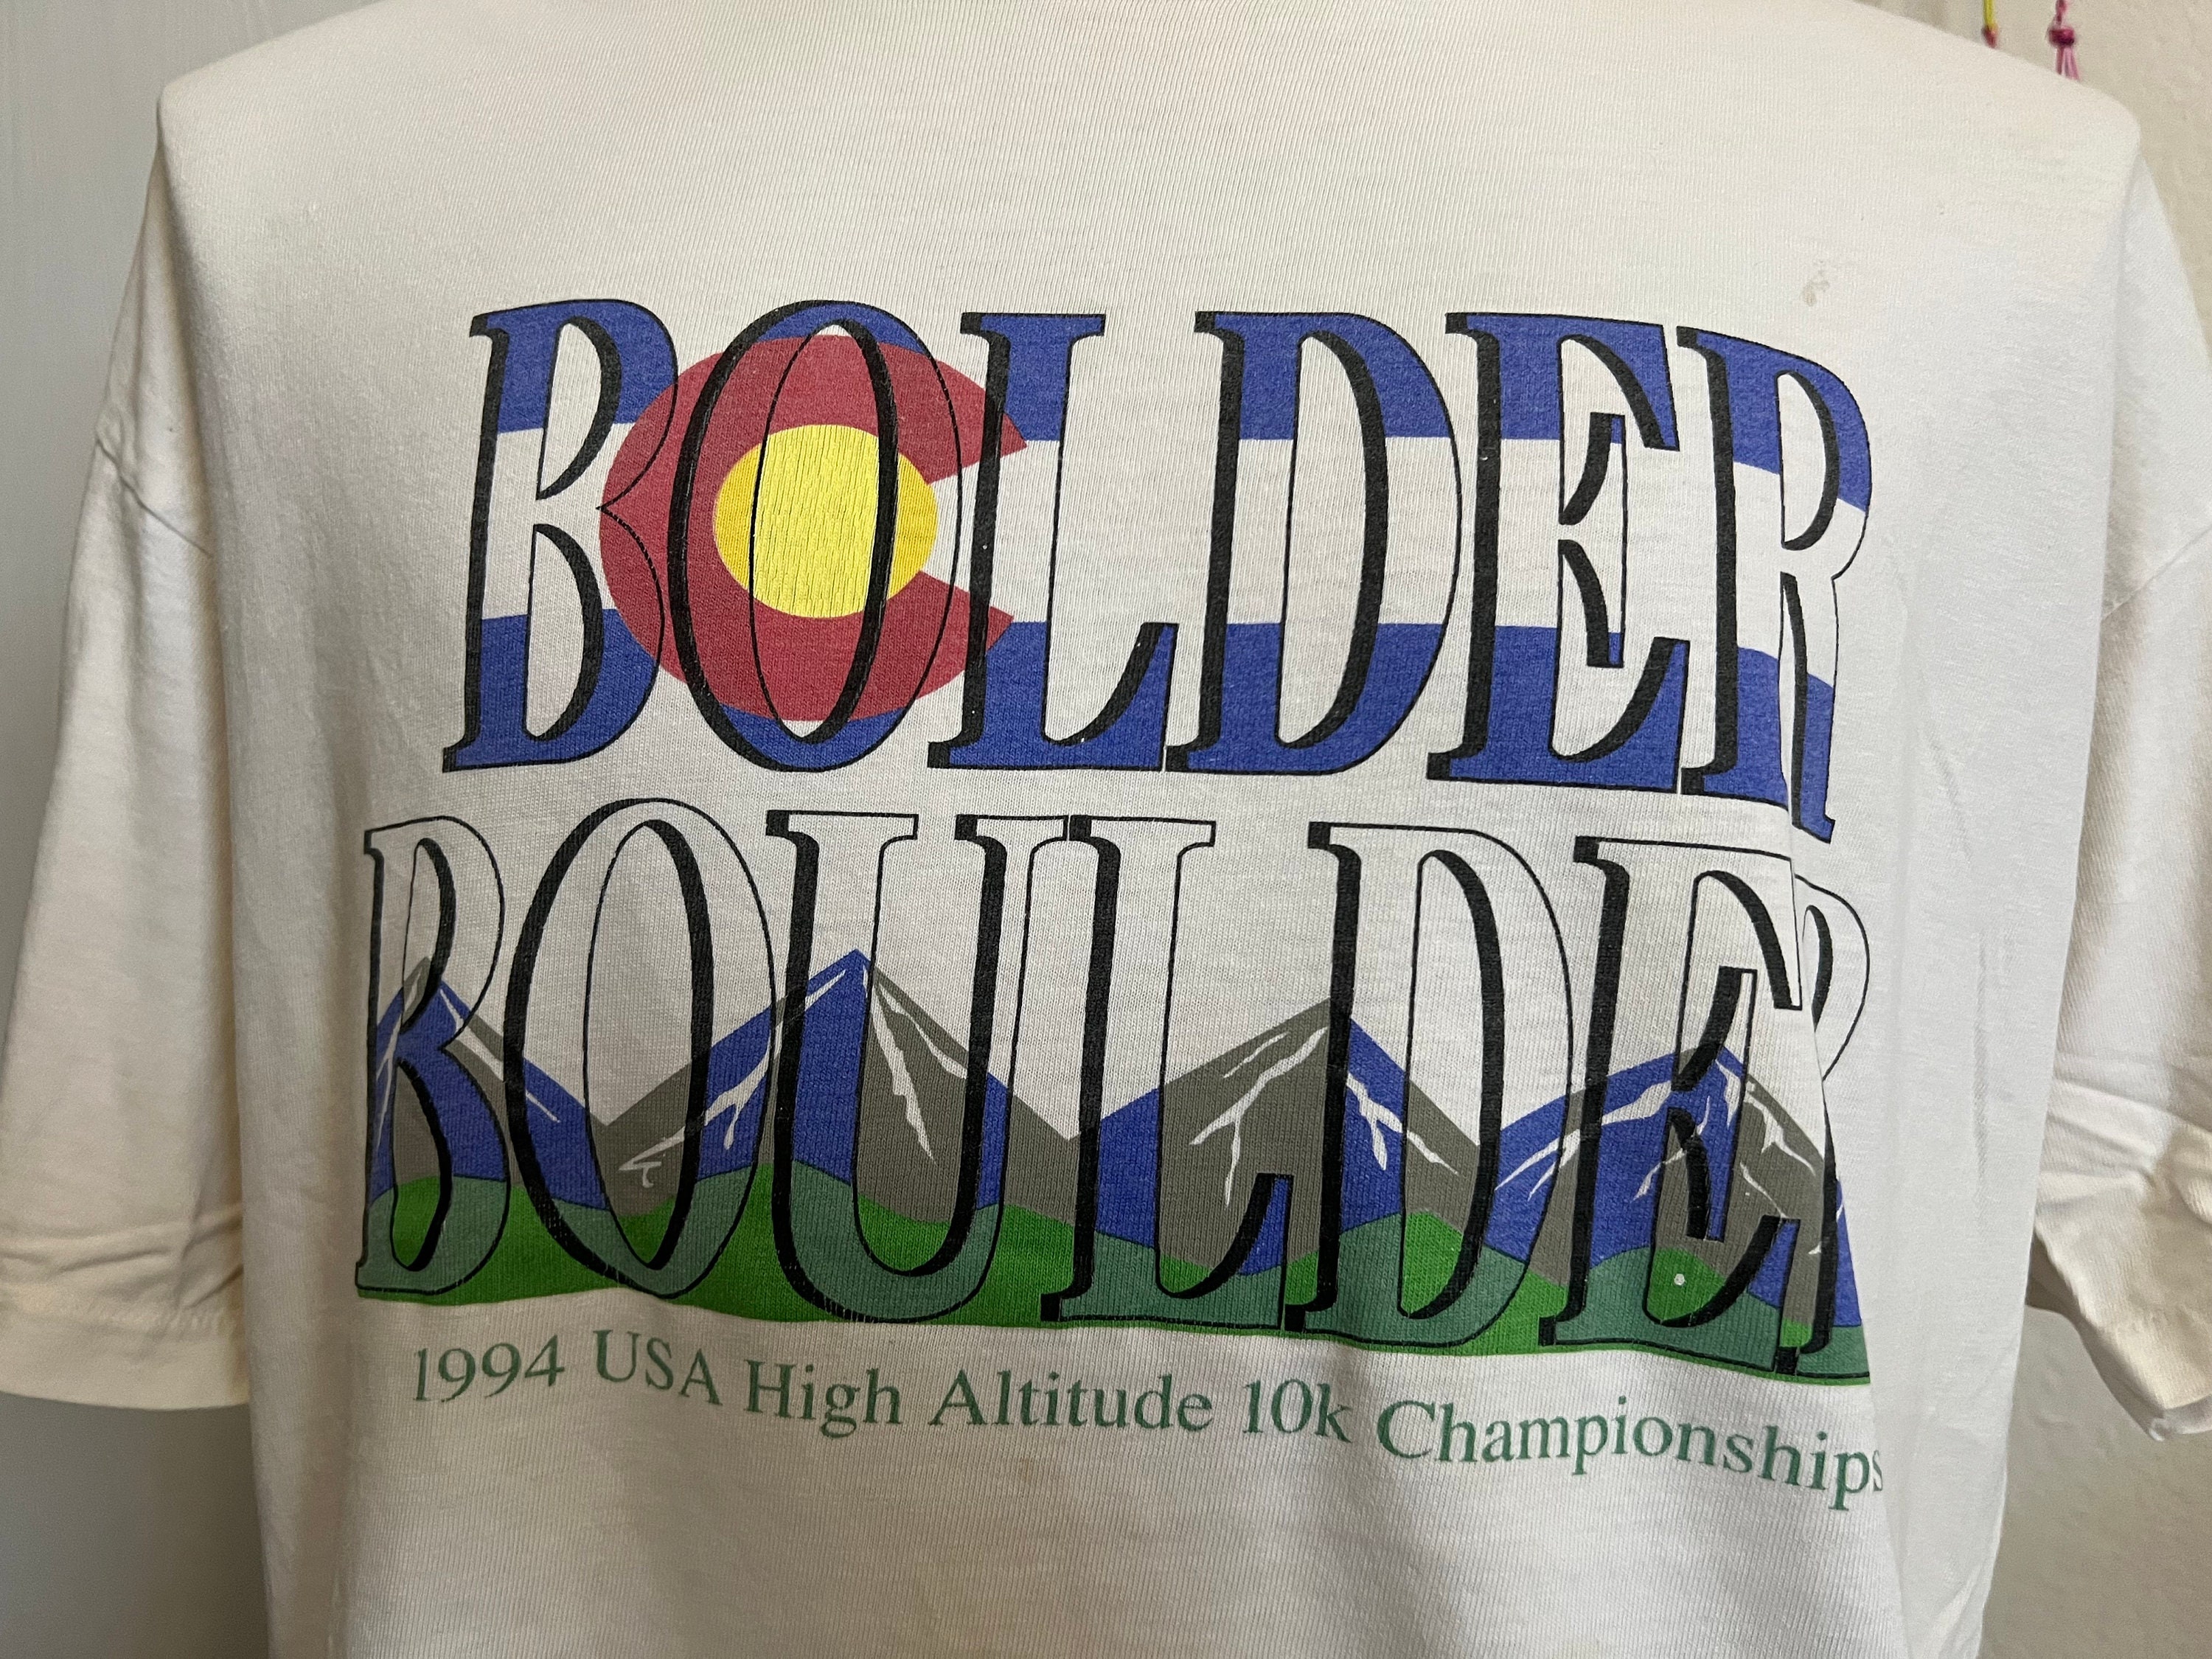 BOLDER
BOULDER
1994 USA High Altitude 10k Championships